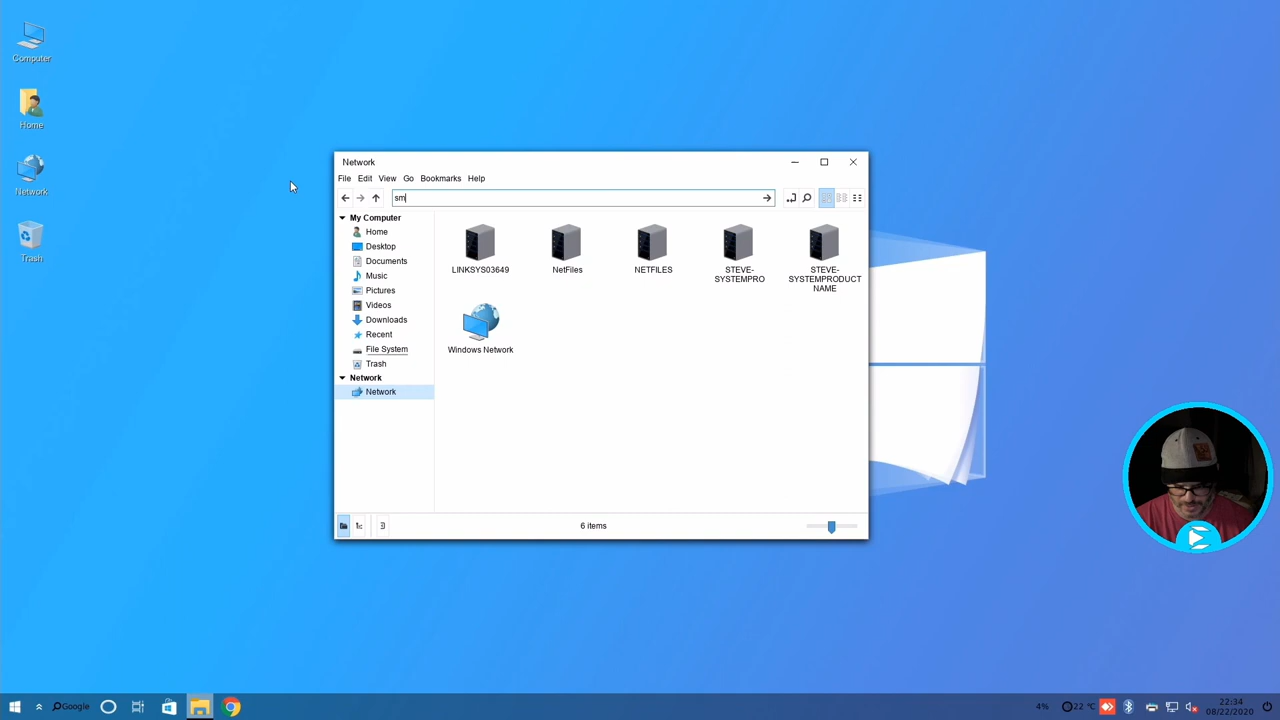 Computer
Home
Network
Trash
Network
File Edit View Go Bookmarks Help
sm
My Computer
Home
Desktop
Documents
Music
Pictures
Videos
Downloads
Recent
File System
Trash
Network
Network
LINKSYS03649
NetFiles
NETFILES
STEVE-
SYSTEMPRO
STEVE-
SYSTEMPRODUCT
NAME
Windows Network
6 items
Google
4%
22 ℃
22:34
08/22/2020